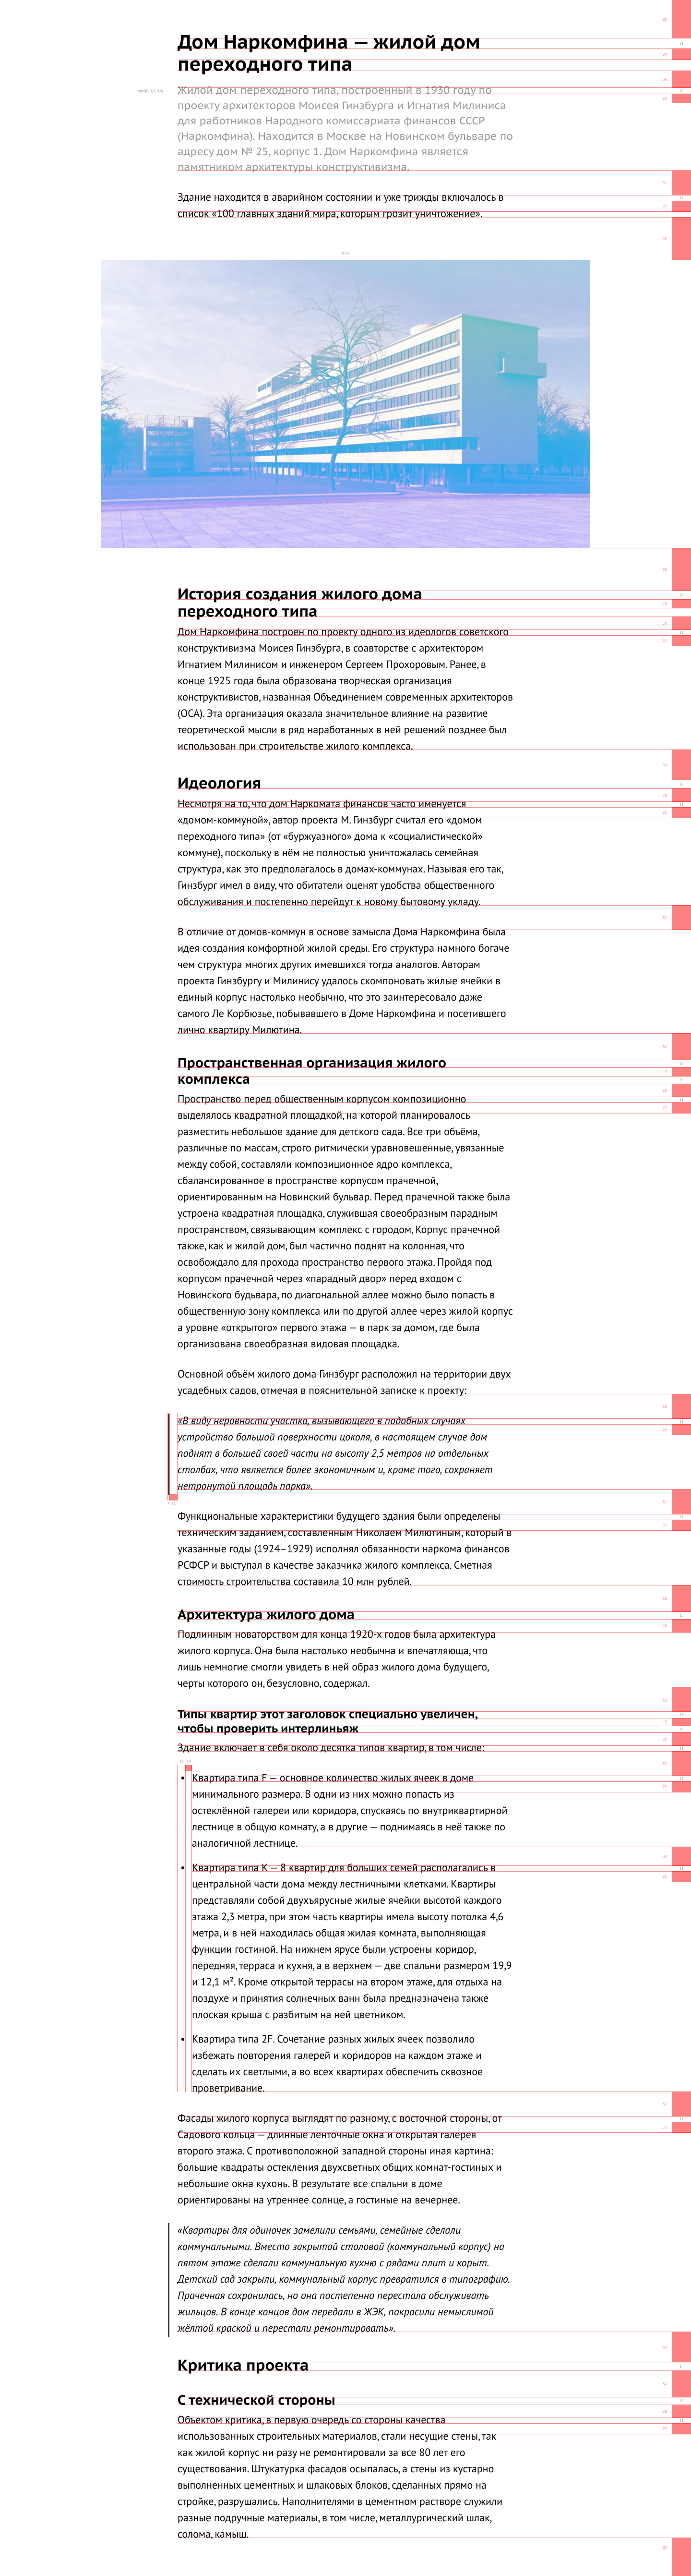 Дом Наркомфина — жилой дом
переходного типа
Жилой дом переходного типа, построенный в 1930 году по
проекту архитекторов Моисея Гинзбурга и Игнатия Милиниса
для работников Народного комиссариата финансов СССР
(Наркомфина). Находится в Москве на Новинском бульваре по
адресу дом № 25, корпус 1. Дом Наркомфина является
памятником архитектуры конструктивизма.
Здание находится в аварийном состоянии и уже трижды включалось в
список «100 главных зданий мира, которым грозит уничтожение».
История создания жилого дома
переходного типа
Дом Наркомфина построен по проекту одного из идеологов советского
конструктивизма Моисея Гинзбурга, в соавторстве с архитектором
Игнатием Милинисом и инженером Сергеем Прохоровым. Ранее, в
конце 1925 года была образована творческая организация
конструктивистов, названная Объединением современных архитекторов
(ОСА). Эта организация оказала значительное влияние на развитие
теоретической мысли в ряд наработанных в ней решений позднее был
использован при строительстве жилого комплекса.
Идеология
Несмотря на то, что дом Наркомата финансов часто именуется
«домом-коммуной», автор проекта М. Гинзбург считал его «домом
переходного типа» (от «буржуазного» дома к «социалистической»
коммуне), поскольку в нём не полностью уничтожалась семейная
структура, как это предполагалось в домах-коммунах. Называя его так,
Гинзбург имел в виду, что обитатели оценят удобства общественного
обслуживания и постепенно перейдут к новому бытовому укладу.
В отличие от домов-коммун в основе замысла Дома Наркомфина была
идея создания комфортной жилой среды. Его структура намного богаче
чем структура многих других имевшихся тогда аналогов. Авторам
проекта Гинзбургу и Милинису удалось скомпоновать жилые ячейки в
единый корпус настолько необычно, что это заинтересовало даже
самого Ле Корбюзье, побывавшего в Доме Наркомфина и посетившего
лично квартиру Милютина.
Пространственная организация жилого
комплекса
Пространство перед общественным корпусом композиционно
выделялось квадратной площадкой, на которой планировалось
разместить небольшое здание для детского сада. Все три объёма,
различные по массам, строго ритмически уравновешенные, увязанные
между собой, составляли композиционное ядро комплекса,
сбалансированное в пространстве корпусом прачечной,
ориентированным на Новинский бульвар. Перед прачечной также была
устроена квадратная площадка, служившая своеобразным парадным
пространством, связывающим комплекс с городом, Корпус прачечной
также, как и жилой дом, был частично поднят на колонная, что
освобождало для прохода пространство первого этажа. Пройдя под
корпусом прачечной через «парадный двор» перед входом с
Новинского будьвара, по диагональной аллее можно было попасть в
общественную зону комплекса или по другой аллее через жилой корпус
а уровне «открытого» первого этажа — в парк за домом, где была
организована своеобразная видовая площадка.
Основной объём жилого дома Гинзбург расположил на территории двух
усадебных садов, отмечая в пояснительной записке к проекту:
«В виду неровности участка, вызывающего в подобных случаях
устройство большой поверхности цоколя, в настоящем случае дом
поднят в большей своей части на высоту 2,5 метров на отдельных
столбах, что является более экономичным и, кроме того, сохраняет
нетронутой площадь парка».
Функциональные характеристики будущего здания были определены
техническим заданием, составленным Николаем Милютиным, который в
указанные годы (1924–1929) исполнял обязанности наркома финансов
РСФСР и выступал в качестве заказчика жилого комплекса. Сметная
стоимость строительства составила 10 млн рублей.
Архитектура жилого дома
Подлинным новаторством для конца 1920-х годов была архитектура
жилого корпуса. Она была настолько необычна и впечатляюща, что
лишь немногие смогли увидеть в ней образ жилого дома будущего,
черты которого он, безусловно, содержал.
Типы квартир этот заголовок специально увеличен,
чтобы проверить интерлиньяж
Здание включает в себя около десятка типов квартир, в том числе:
• Квартира типа F — основное количество жилых ячеек в доме
минимального размера. В одни из них можно попасть из
остеклённой галереи или коридора, спускаясь по внутриквартирной
лестнице в общую комнату, а в другие — поднимаясь в неё также по
аналогичной лестнице.
• Квартира типа K — 8 квартир для больших семей располагались в
центральной части дома между лестничными клетками. Квартиры
представляли собой двухъярусные жилые ячейки высотой каждого
этажа 2,3 метра, при этом часть квартиры имела высоту потолка 4,6
метра, и в ней находилась общая жилая комната, выполняющая
функции гостиной. На нижнем ярусе были устроены коридор,
передняя, терраса и кухня, а в верхнем — две спальни размером 19,9
и 12,1 м². Кроме открытой террасы на втором этаже, для отдыха на
поздухе и принятия солнечных ванн была предназначена также
плоская крыша с разбитым на ней цветником.
• Квартира типа 2F. Сочетание разных жилых ячеек позволило
избежать повторения галерей и коридоров на каждом этаже и
сделать их светлыми, а во всех квартирах обеспечить сквозное
проветривание.
Фасады жилого корпуса выглядят по разному, с восточной стороны, от
Садового кольца — длинные ленточные окна и открытая галерея
второго этажа. С противоположной западной стороны иная картина:
большие квадраты остекления двухсветных общих комнат-гостиных и
небольшие окна кухонь. В результате все спальни в доме
ориентированы на утреннее солнце, а гостиные на вечернее.
«Квартиры для одиночек замелили семьями, семейные сделали
коммунальными. Вместо закрытой столовой (коммунальный корпус) на
пятом этаже сделали коммунальную кухню с рядами плит и корыт.
Детский сад закрыли, коммунальный корпус превратился в типографию.
Прачечная сохранилась, но она постепенно перестала обслуживать
жильцов. В конце концов дом передали в ЖЭК, покрасили немыслимой
жёлтой краской и перестали ремонтировать».
Критика проекта
С технической стороны
Объектом критика, в первую очередь со стороны качества
использованных строительных материалов, стали несущие стены, так
как жилой корпус ни разу не ремонтировали за все 80 лет его
существования. Штукатурка фасадов осыпалась, а стены из кустарно
выполненных цементных и шлаковых блоков, сделанных прямо на
стройке, разрушались. Наполнителями в цементном растворе служили
разные подручные материалы, в том числе, металлургический шлак,
солома, камыш.